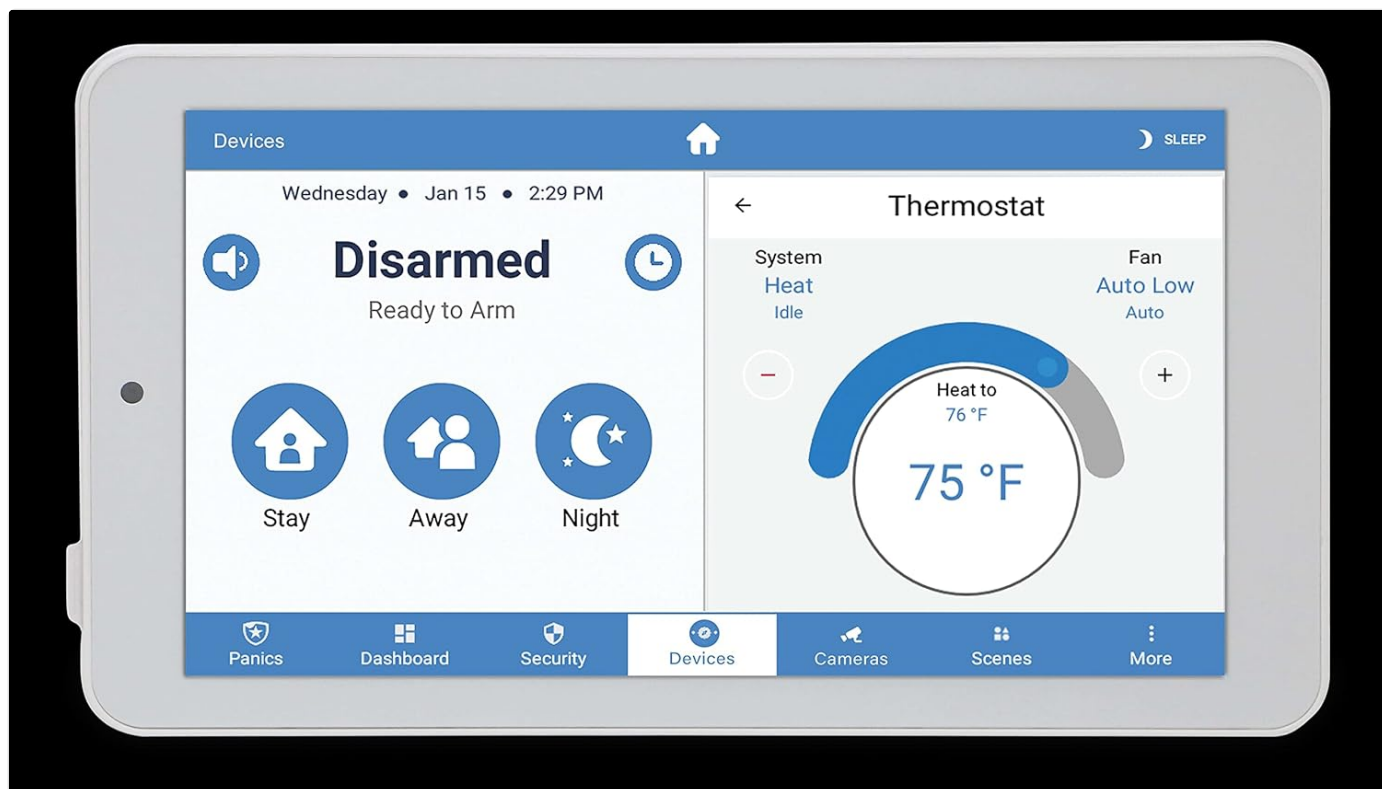 Devices
SLEEP
Wednesday • Jan 15 • 2:29 PM
Disarmed
Ready to Arm
Stay
Away
Night
Thermostat
System
Heat
Idle
Fan
Auto Low
Auto
Heat to
76 °F
75 °F
Panics
Dashboard
Security
Devices
Cameras
Scenes
More